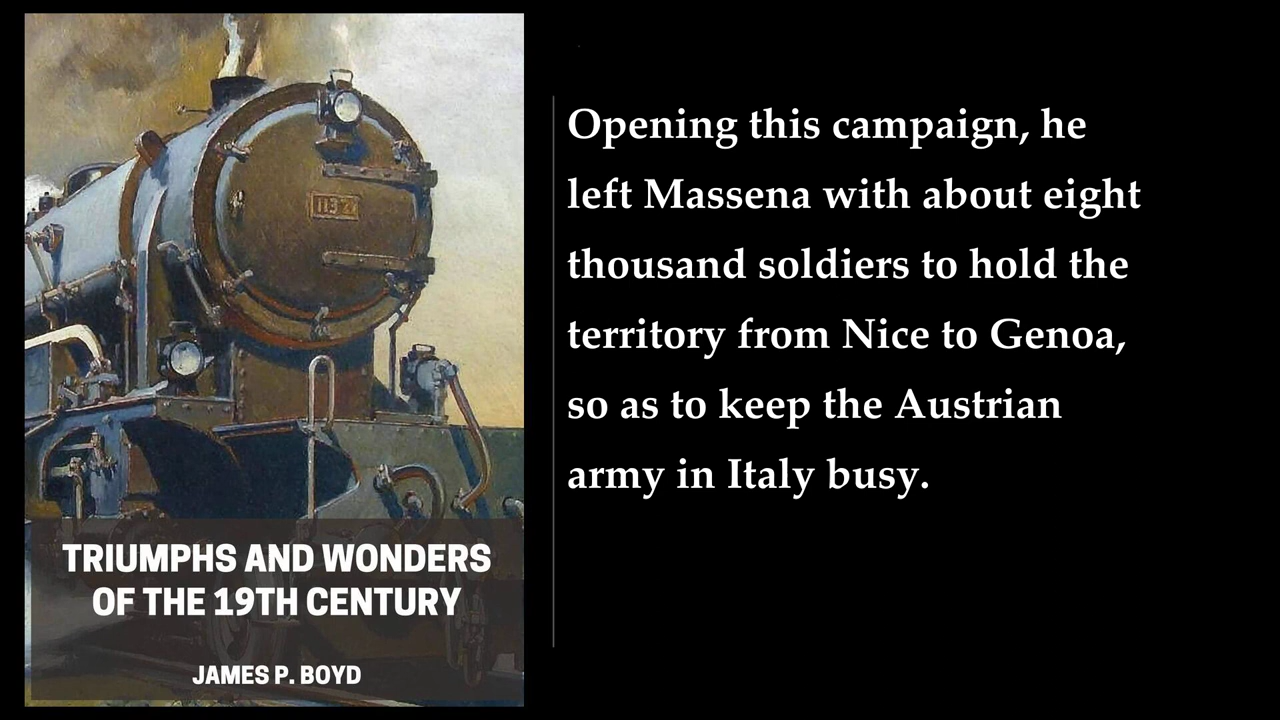 Opening this campaign, he
left Massena with about eight
thousand soldiers to hold the
territory from Nice to Genoa,
so as to keep the Austrian
army in Italy busy.
TRIUMPHS AND WONDERS
OF THE 19TH CENTURY
JAMES P. BOYD